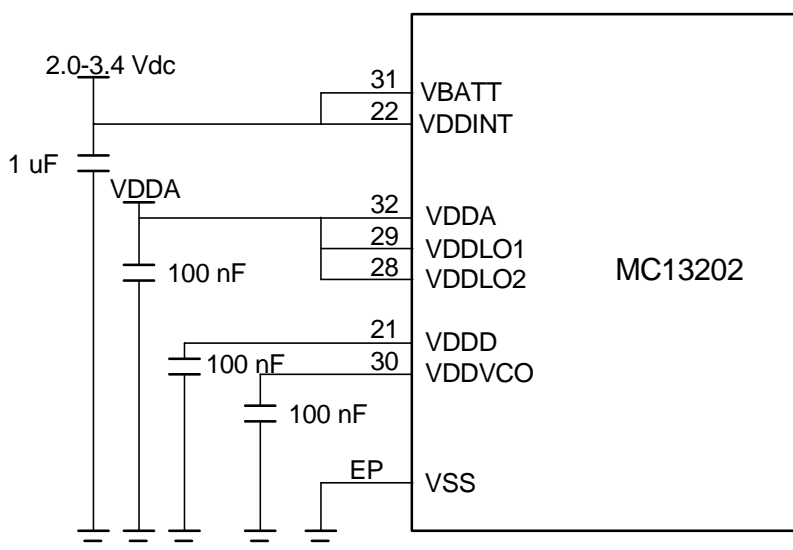 2.0-3.4 Vdc
31
VBATT
22
VDDINT
1 uF
VDDA
32
VDDA
29
VDDLO1
100 nF
28
VDDLO2
MC13202
21
VDDD
100 nF
30
VDDVCO
100 nF
EP
VSS